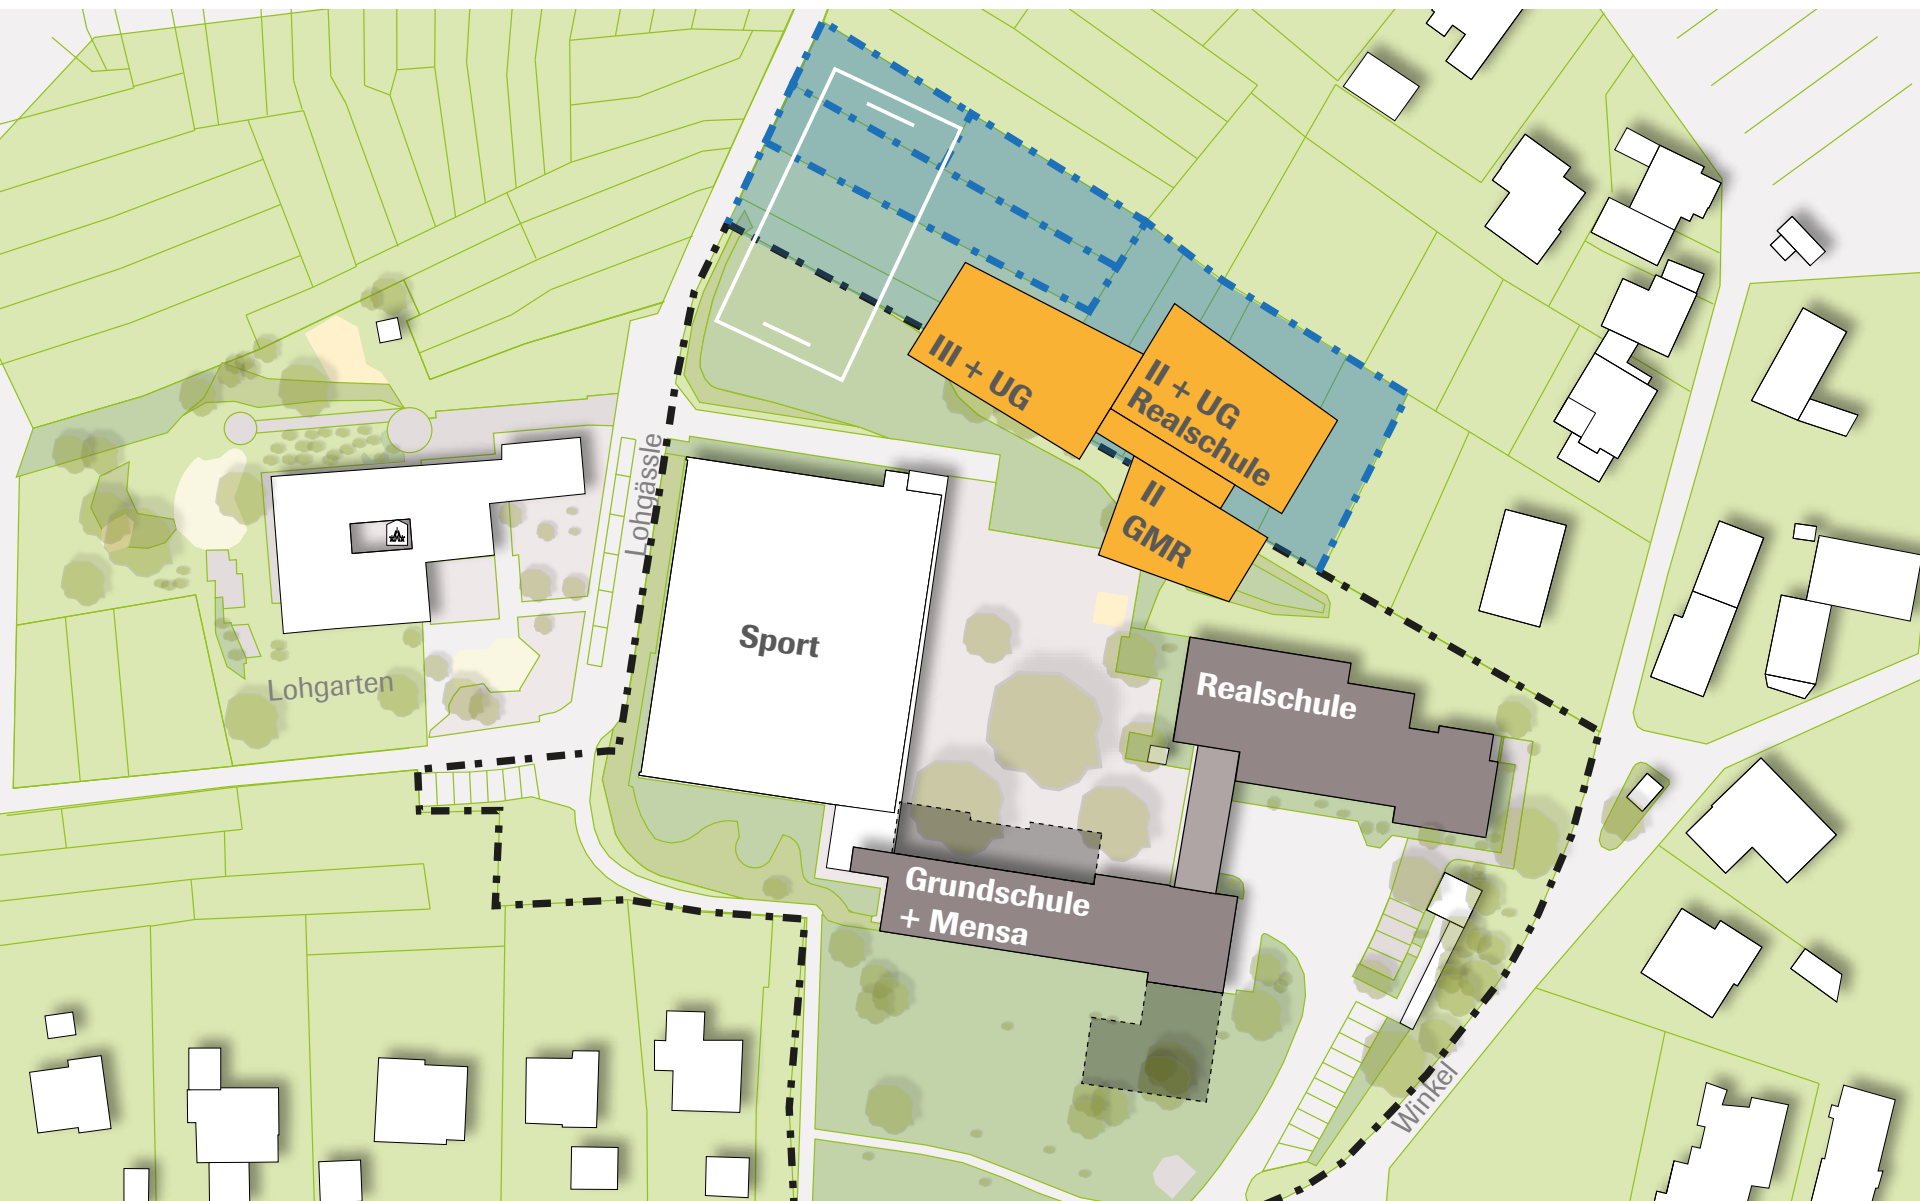 III + UG
II + UG
Realschule
II
GMR
Lohgässle
Sport
Lohgarten
Realschule
Grundschule
+ Mensa
Winkel